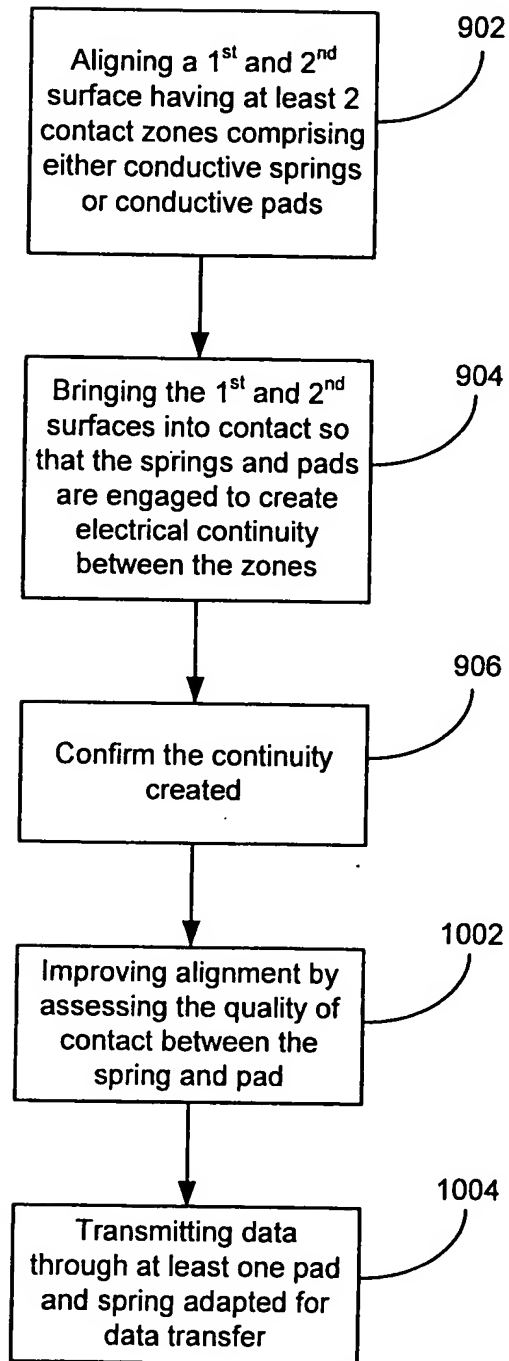 902
Aligning a 1st and 2nd
surface having at least 2
contact zones comprising
either conductive springs
or conductive pads
904
Bringing the 1st and 2nd
surfaces into contact so
that the springs and pads
are engaged to create
electrical continuity
between the zones
906
Confirm the continuity
created
1002
Improving alignment by
assessing the quality of
contact between the
spring and pad
1004
Transmitting data
through at least one pad
and spring adapted for
data transfer